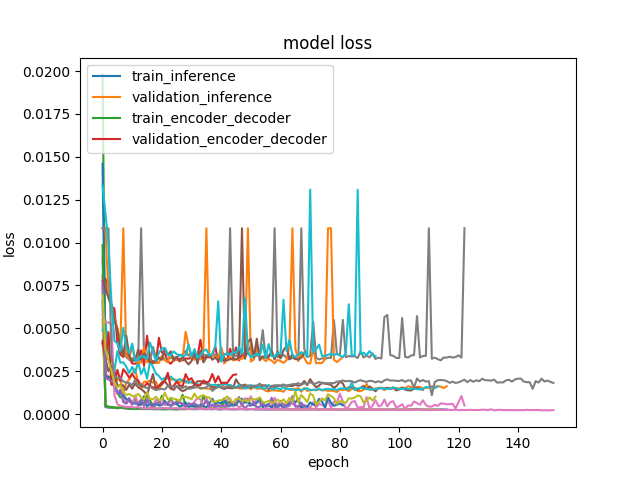 model loss
train_inference
validation_inference
train_encoder_decoder
validation_encoder_decoder
0.0200
0.0175
0.0150
0.0125
0.0100
0.0075
0.0050
0.0025
0.0000
loss
0 20 40 60 80 100 120 140
epoch